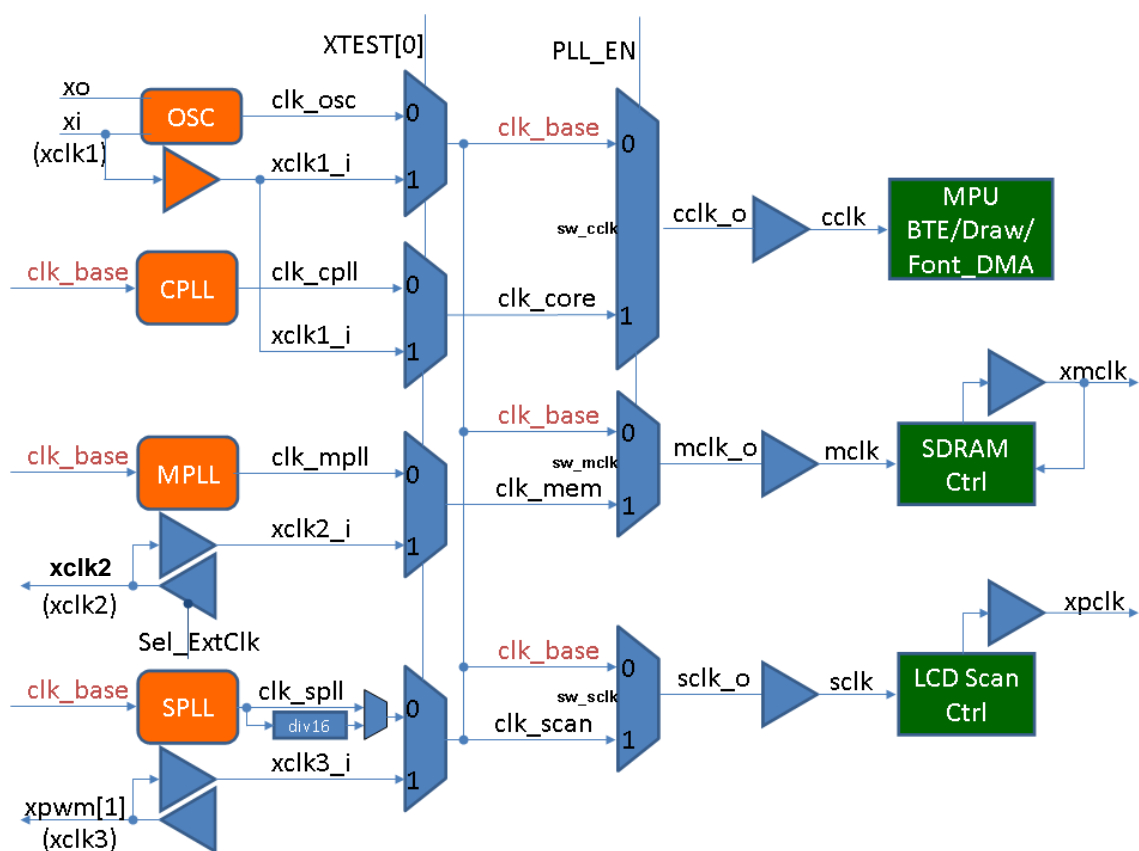 XTEST[0]
PLL_EN
xo
xi
(xclk1)
OSC
clk_osc
0
xclk1_i
1
clk_base
0
sw_cclk
cclk_o
cclk
MPU
BTE/Draw/
Font_DMA
clk_base
CPLL
clk_cpll
0
xclk1_i
1
clk_core
1
clk_base
MPLL
clk_mpll
0
xclk2_i
1
clk_base
0
sw_mclk
clk_mem
1
mclk_o
mclk
SDRAM
Ctrl
xmclk
xclk2
(xclk2)
Sel_ExtClk
clk_base
SPLL
clk_spll
div16
0
xclk3_i
1
clk_base
0
sw_sclk
clk_scan
1
sclk_o
sclk
LCD Scan
Ctrl
xpclk
xpwm[1]
(xclk3)